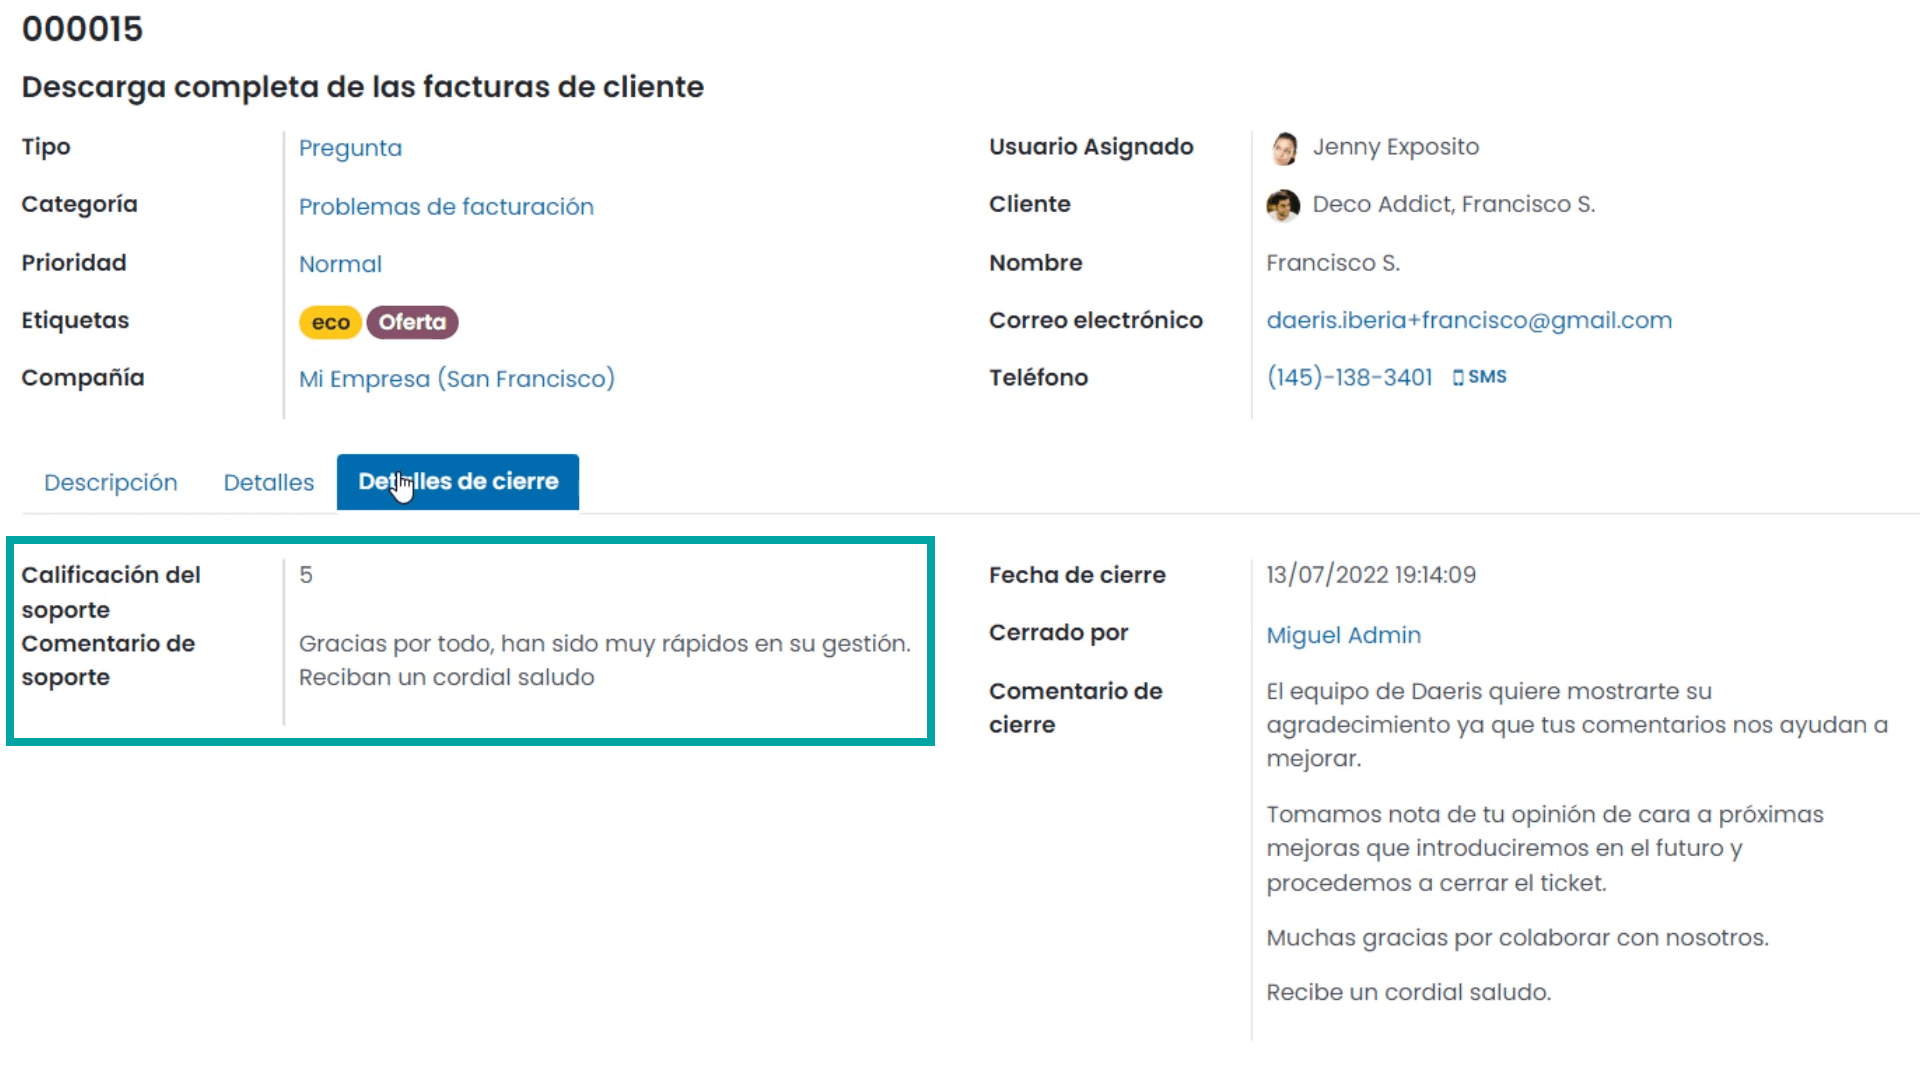 000015
Descarga completa de las facturas de cliente
Tipo
Pregunta
Categoría
Problemas de facturación
Prioridad
Normal
Etiquetas
eco Oferta
Compañía
Mi Empresa (San Francisco)
Usuario Asignado
Jenny Exposito
Cliente
Deco Addict, Francisco S.
Nombre
Francisco S.
Correo electrónico
daeris.iberia+francisco@gmail.com
Teléfono
(145)-138-3401 SMS
Descripción Detalles Detalles de cierre
Calificación del
soporte
5
Comentario de
soporte
Gracias por todo, han sido muy rápidos en su gestión.
Reciban un cordial saludo
Fecha de cierre
13/07/2022 19:14:09
Cerrado por
Miguel Admin
Comentario de
cierre
El equipo de Daeris quiere mostrarte su
agradecimiento ya que tus comentarios nos ayudan a
mejorar.
Tomamos nota de tu opinión de cara a próximas
mejoras que introduciremos en el futuro y
procedemos a cerrar el ticket.
Muchas gracias por colaborar con nosotros.
Recibe un cordial saludo.